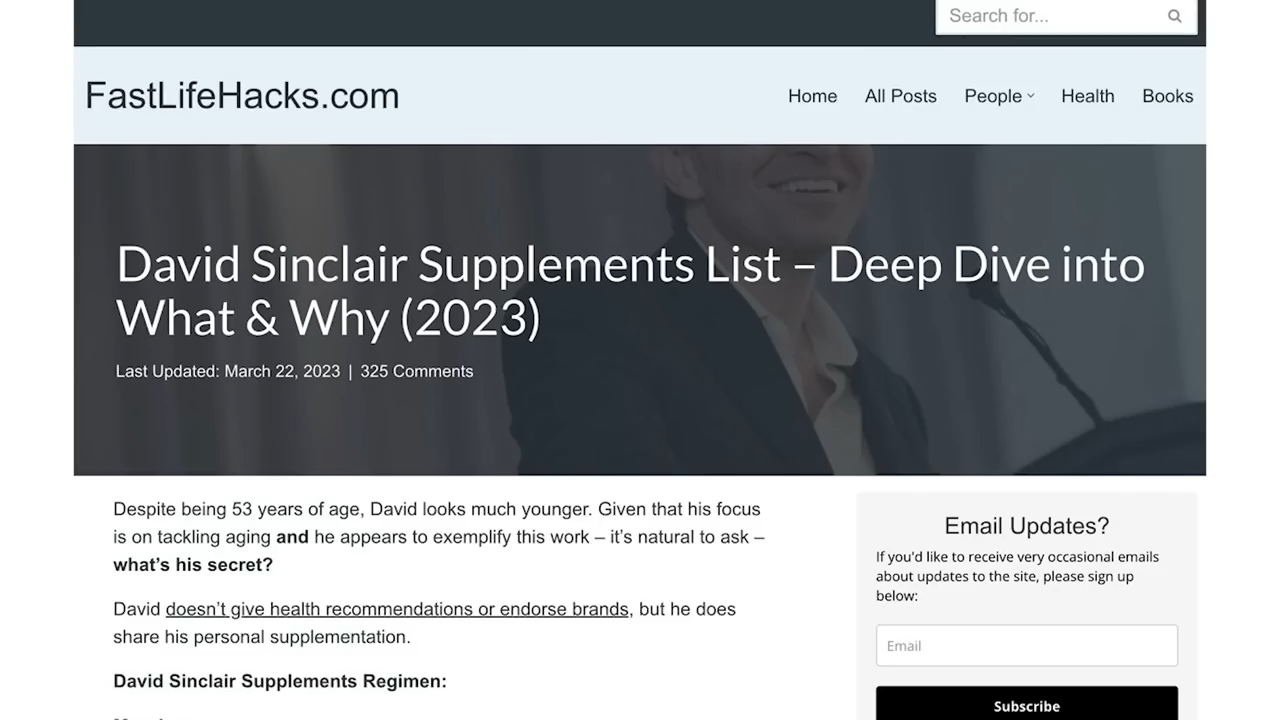 Search for...
FastLifeHacks.com
Home All Posts People Health Books
David Sinclair Supplements List – Deep Dive into
What & Why (2023)
Last Updated: March 22, 2023 | 325 Comments
Despite being 53 years of age, David looks much younger. Given that his focus
is on tackling aging and he appears to exemplify this work – it’s natural to ask –
what’s his secret?
David doesn’t give health recommendations or endorse brands, but he does
share his personal supplementation.
David Sinclair Supplements Regimen:
Email Updates?
If you'd like to receive very occasional emails
about updates to the site, please sign up
below:
Email
Subscribe